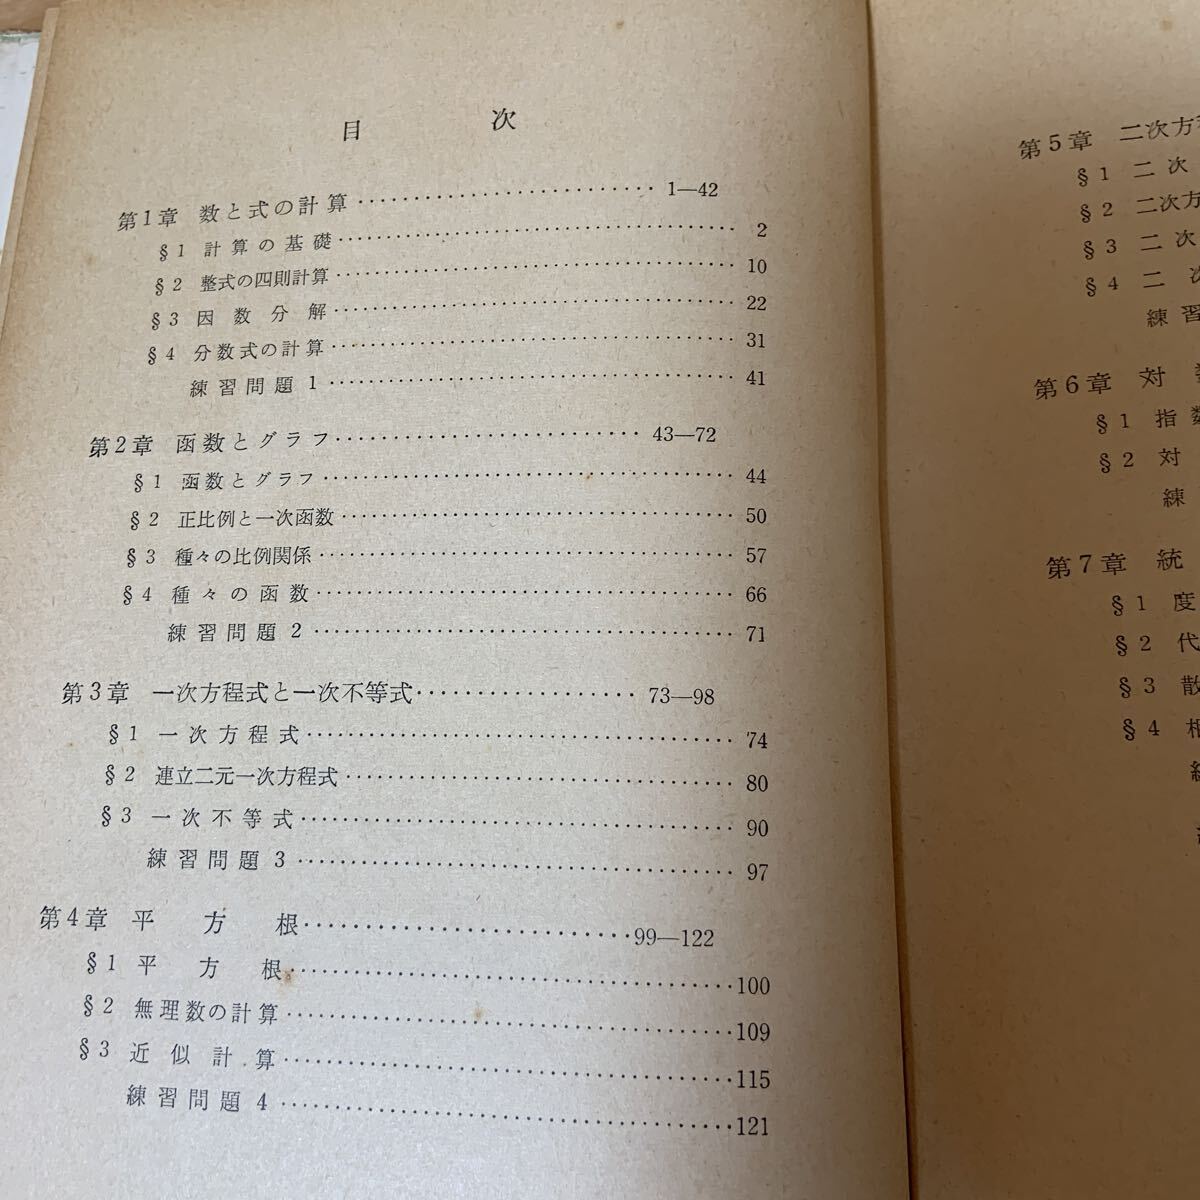 目次
第1章 数と式の計算 1—42
§1 計算の基礎 2
§2 整式の四則計算 10
§3 因数分解 22
§4 分数式の計算 31
練習問題1 41
第2章 函数とグラフ 43—72
§1 函数とグラフ 44
§2 正比例と一次函数 50
§3 種々の比例関係 57
§4 種々の函数 66
練習問題2 71
第3章 一次方程式と一次不等式 73—98
§1 一次方程式 74
§2 連立二元一次方程式 80
§3 一次不等式 90
練習問題3 97
第4章 平方根 99—122
§1 平方根 100
§2 無理数の計算 109
§3 近似計算 115
練習問題4 121
第5章 二次方
§1 二次
§2 二次方
§3 二次
§4 二次
練習
第6章 対
§1 指数
§2 対
練
第7章 統
§1 度
§2 代
§3 散
§4